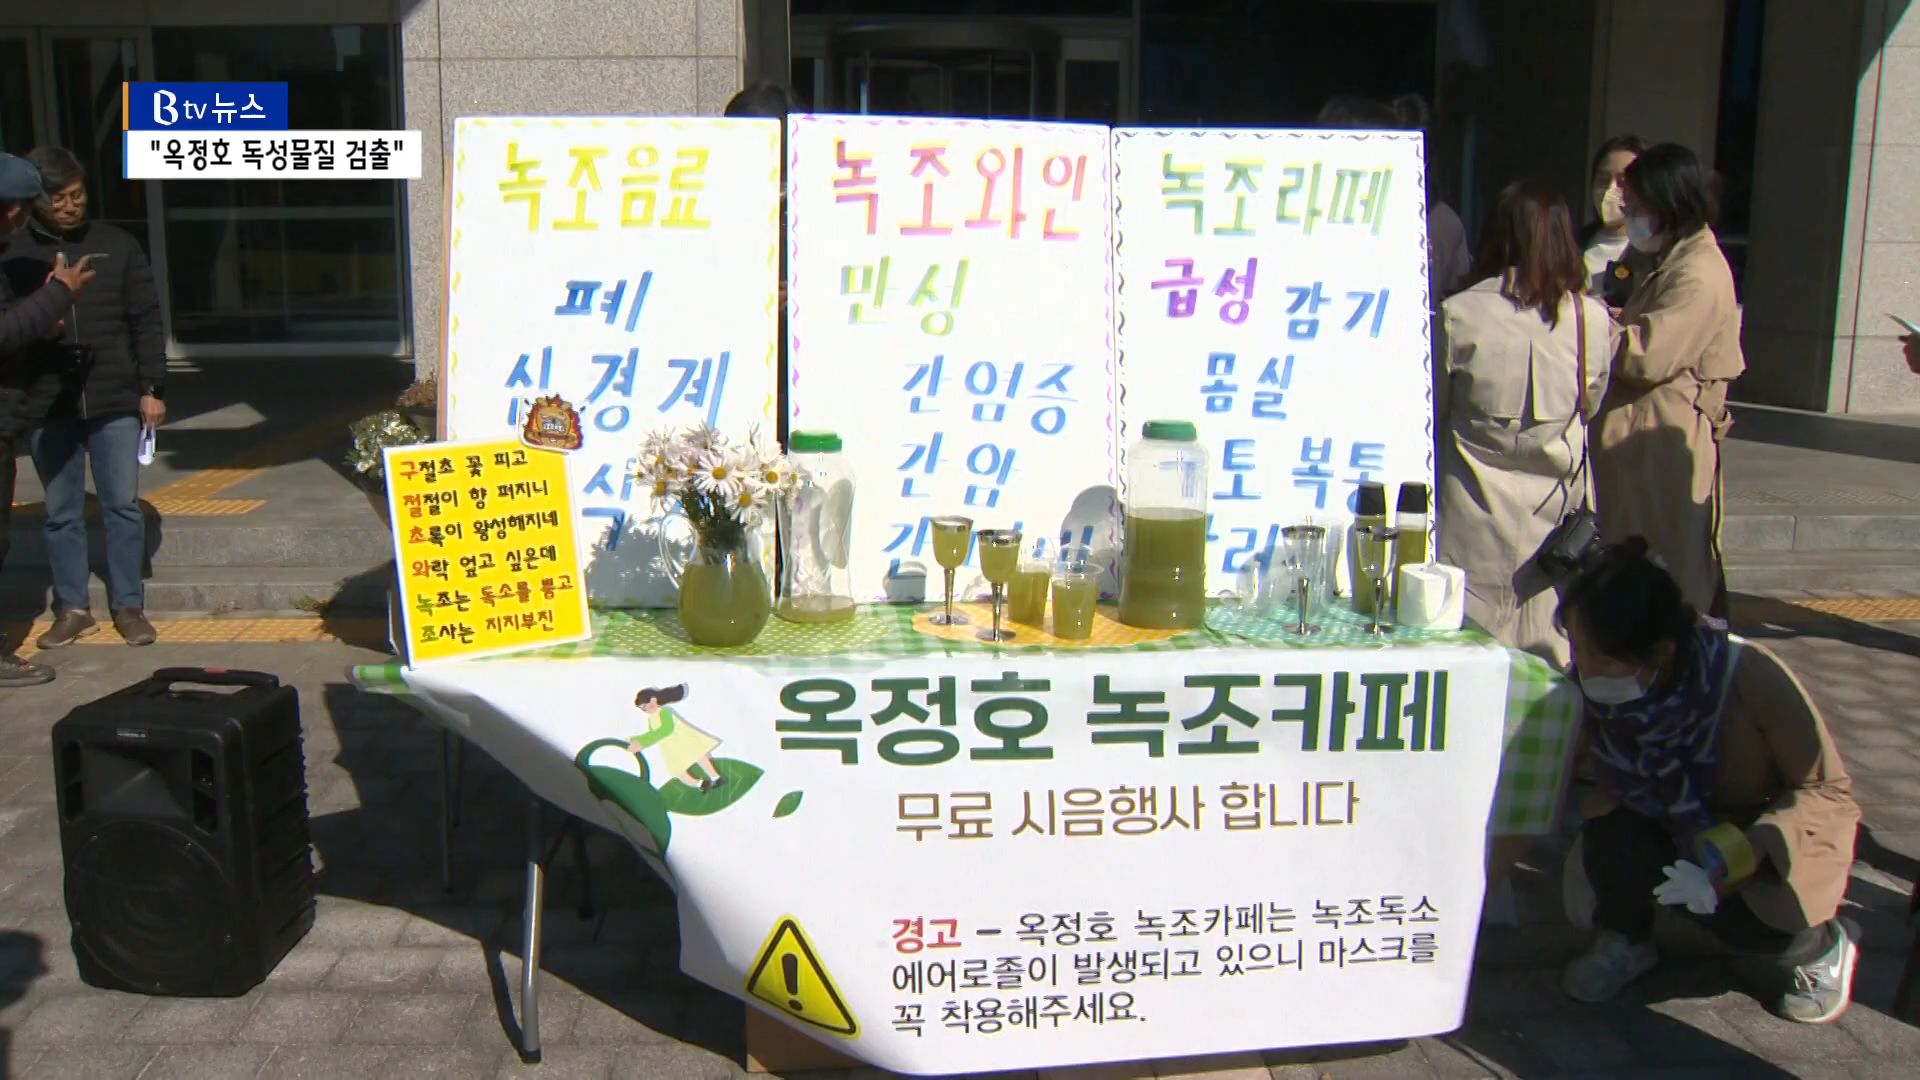 B tv 뉴스
"옥정호 독성물질 검출"
녹조음료
폐
신경계
녹조와인
만성
간염증
간암
녹조라떼
급성 감기
몸살
구토 복통
구절초 꽃 피고
절절이 향 퍼지니
초록이 왕성해지네
와락 엎고 싶은데
녹조는 독소를 뿜고
조사는 지지부진
옥정호 녹조카페
무료 시음행사 합니다
경고 – 옥정호 녹조카페는 녹조독소
에어로졸이 발생되고 있으니 마스크를
꼭 착용해주세요.